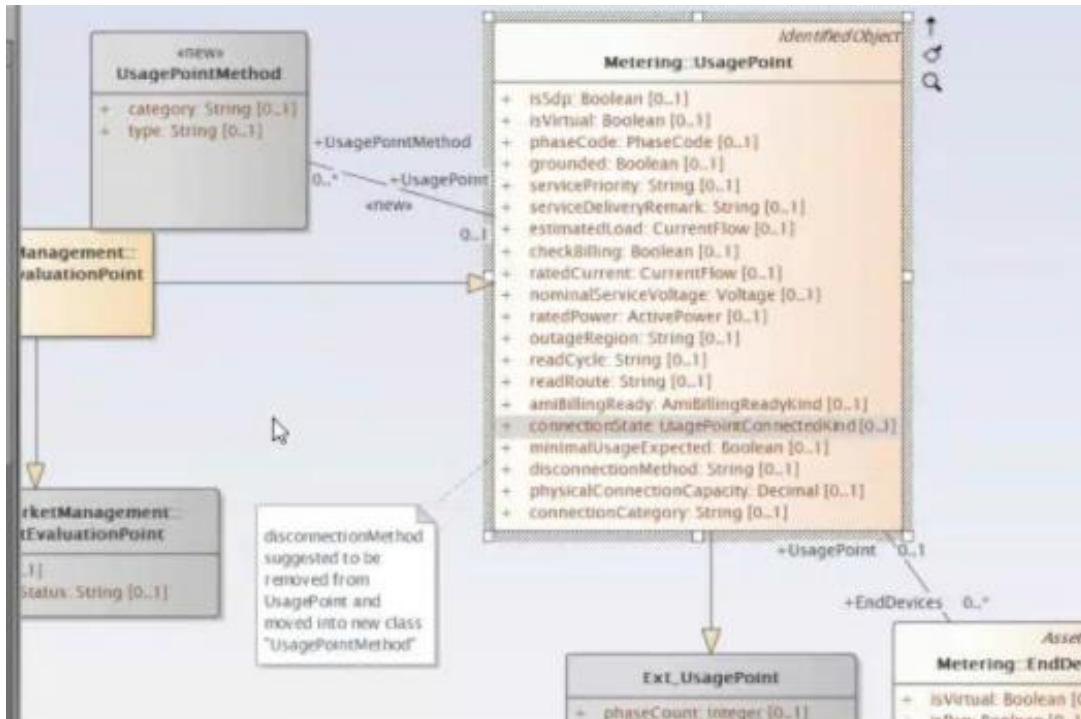 «new»
UsagePointMethod
+ category: String [0..1]
+ type: String [0..1]
+UsagePointMethod
0..*
+UsagePoint
«new»
0..1
IdentifiedObject
Metering::UsagePoint
+ isSdp: Boolean [0..1]
+ isVirtual: Boolean [0..1]
+ phaseCode: PhaseCode [0..1]
+ grounded: Boolean [0..1]
+ servicePriority: String [0..1]
+ serviceDeliveryRemark: String [0..1]
+ estimatedLoad: CurrentFlow [0..1]
+ checkBilling: Boolean [0..1]
+ ratedCurrent: CurrentFlow [0..1]
+ nominalServiceVoltage: Voltage [0..1]
+ ratedPower: ActivePower [0..1]
+ outageRegion: String [0..1]
+ readCycle: String [0..1]
+ readRoute: String [0..1]
+ amiBillingReady: AmiBillingReadyKind [0..1]
+ connectionState: UsagePointConnectedKind [0..1]
+ minimalUsageExpected: Boolean [0..1]
+ disconnectionMethod: String [0..1]
+ physicalConnectionCapacity: Decimal [0..1]
+ connectionCategory: String [0..1]
Management::
valuationPoint
rketManagement::
tEvaluationPoint
..1]
Status: String [0..1]
disconnectionMethod
suggested to be
removed from
UsagePoint and
moved into new class
"UsagePointMethod"
+UsagePoint 0..1
+EndDevices 0..*
Ext_UsagePoint
+ phaseCount: Integer [0..1]
Asset
Metering::EndDe
+ isVirtual: Boolean [0